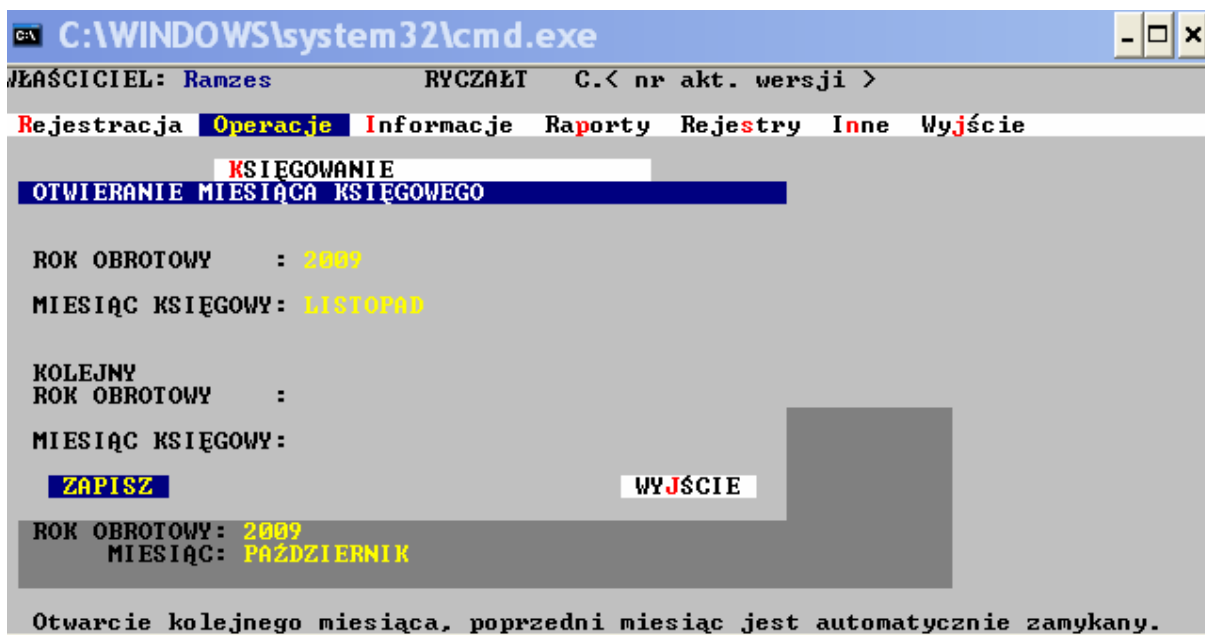 C:\WINDOWS\system32\cmd.exe
WŁAŚCICIEL: Ramzes RYCZAŁT C.< nr akt. wersji >
Rejestracja Operacje Informacje Raporty Rejestry Inne Wyjście
KSIĘGOWANIE
OTWIERANIE MIESIĄCA KSIĘGOWEGO
ROK OBROTOWY : 2009
MIESIĄC KSIĘGOWY: LISTOPAD
KOLEJNY
ROK OBROTOWY :
MIESIĄC KSIĘGOWY:
ZAPISZ WYJŚCIE
ROK OBROTOWY: 2009
MIESIĄC: PAŹDZIERNIK
Otwarcie kolejnego miesiąca, poprzedni miesiąc jest automatycznie zamykany.